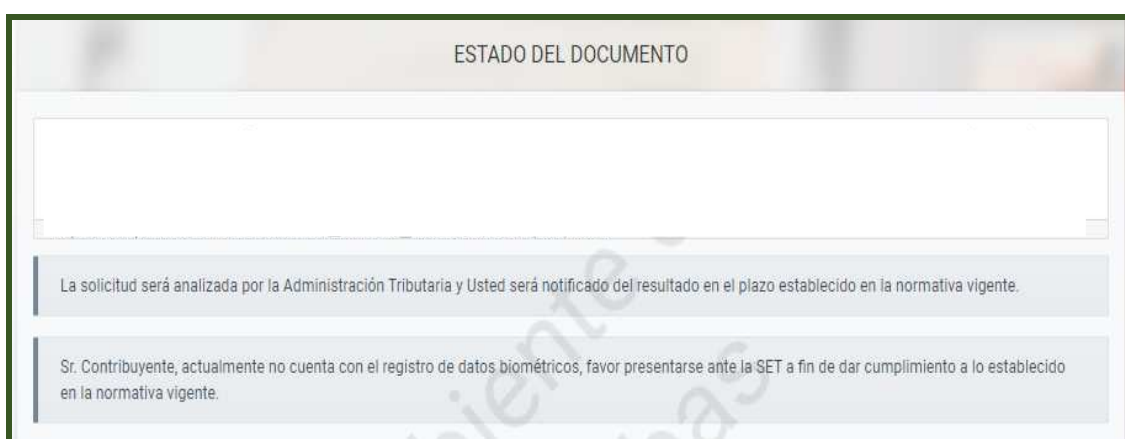 ESTADO DEL DOCUMENTO
La solicitud será analizada por la Administración Tributaria y Usted será notificado del resultado en el plazo establecido en la normativa vigente.
Sr. Contribuyente, actualmente no cuenta con el registro de datos biométricos, favor presentarse ante la SET a fin de dar cumplimiento a lo establecido
en la normativa vigente.